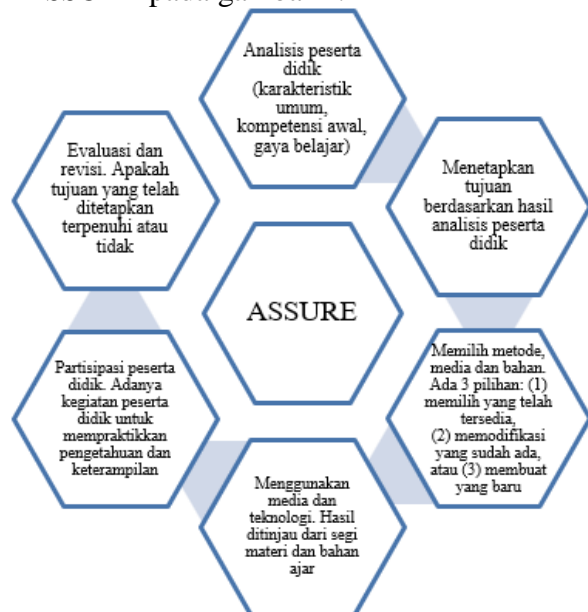 pada
Analisis peserta
didik
(karakteristik
umum,
kompetensi awal,
gaya belajar)
Menetapkan
tujuan
berdasarkan hasil
analisis peserta
didik
Memilih metode,
media dan bahan.
Ada 3 pilihan: (1)
memilih yang telah
tersedia,
(2) memodifikasi
yang sudah ada,
atau (3) membuat
yang baru
Menggunakan
media dan
teknologi. Hasil
ditinjau dari segi
materi dan bahan
ajar
Partisipasi peserta
didik. Adanya
kegiatan peserta
didik untuk
mempraktikkan
pengetahuan dan
keterampilan
Evaluasi dan
revisi. Apakah
tujuan yang telah
ditetapkan
terpenuhi atau
tidak
ASSURE